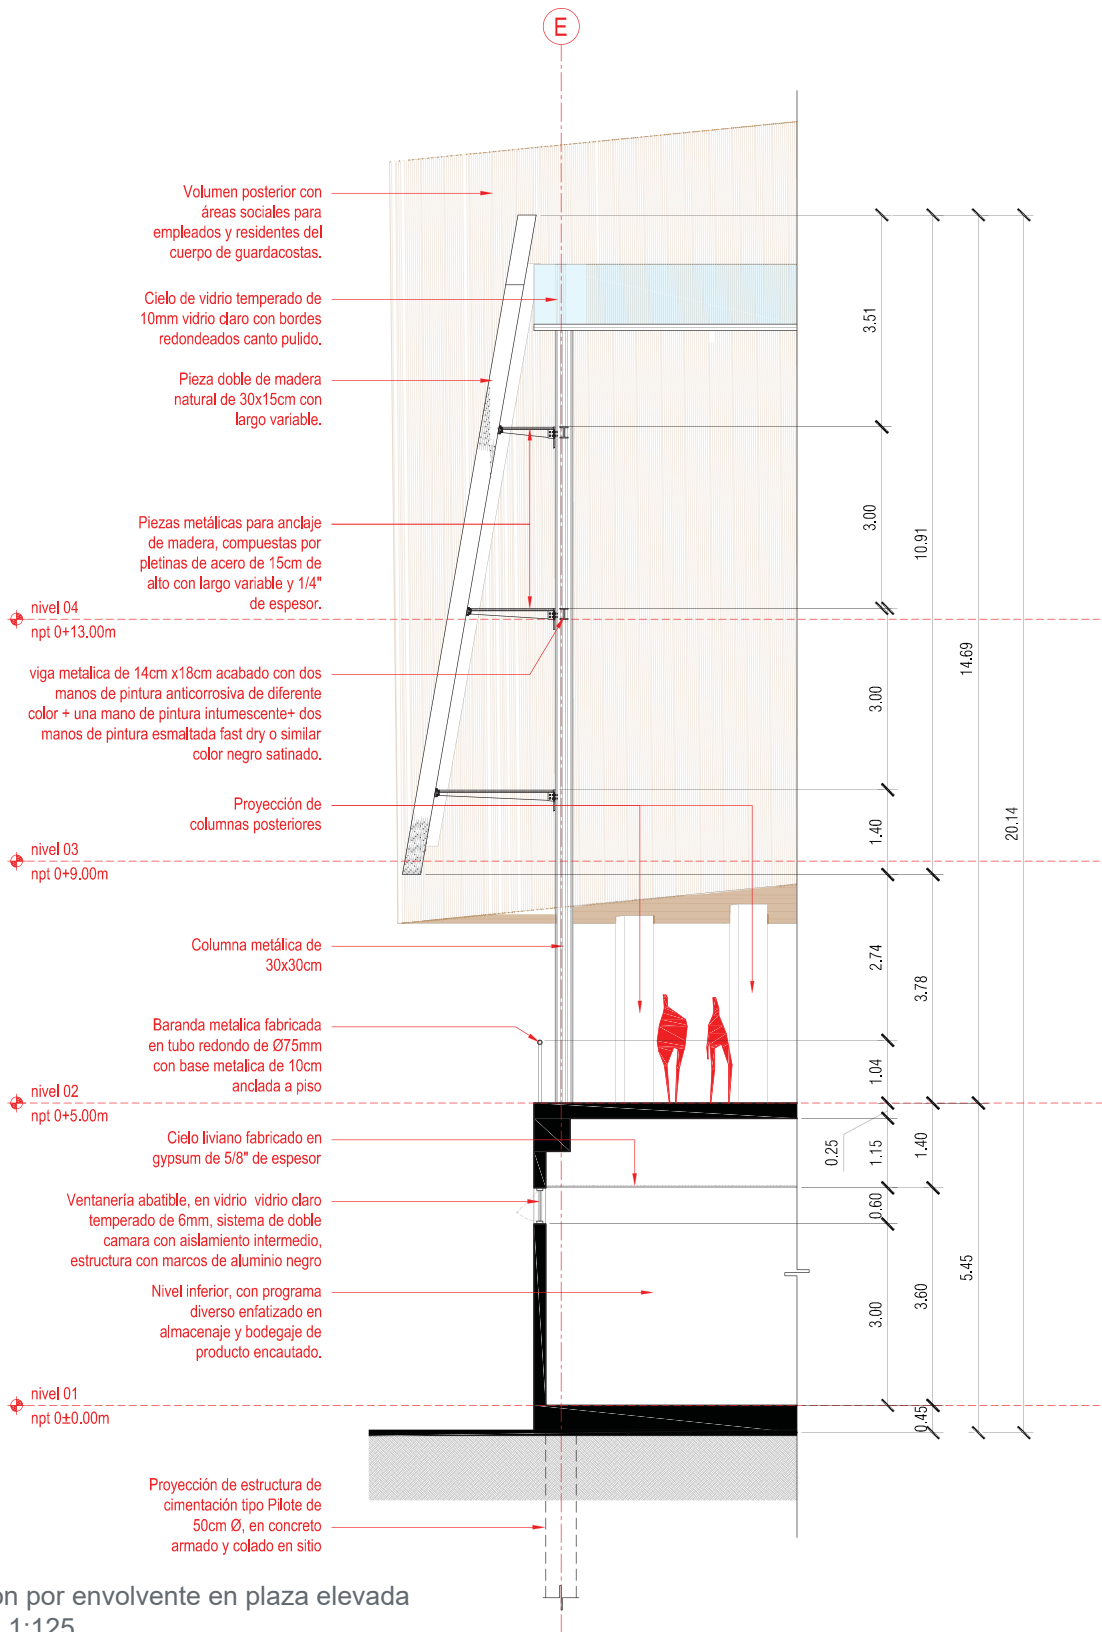 E
Volumen posterior con
áreas sociales para
empleados y residentes del
cuerpo de guardacostas.
Cielo de vidrio temperado de
10mm vidrio claro con bordes
redondeados canto pulido.
3.51
Pieza doble de madera
natural de 30x15cm con
largo variable.
Piezas metálicas para anclaje
de madera, compuestas por
pletinas de acero de 15cm de
alto con largo variable y 1/4"
de espesor.
3.00
10.91
nivel 04
npt 0+13.00m
viga metalica de 14cm x18cm acabado con dos
manos de pintura anticorrosiva de diferente
color + una mano de pintura intumescente+ dos
manos de pintura esmaltada fast dry o similar
color negro satinado.
3.00
14.69
Proyección de
columnas posteriores
1.40
20.14
nivel 03
npt 0+9.00m
Columna metálica de
30x30cm
2.74
3.78
Baranda metalica fabricada
en tubo redondo de Ø75mm
con base metalica de 10cm
anclada a piso
1.04
nivel 02
npt 0+5.00m
Cielo liviano fabricado en
gypsum de 5/8" de espesor
0.25
1.15
1.40
Ventanería abatible, en vidrio vidrio claro
temperado de 6mm, sistema de doble
camara con aislamiento intermedio,
estructura con marcos de aluminio negro
0.60
5.45
Nivel inferior, con programa
diverso enfatizado en
almacenaje y bodegaje de
producto encautado.
3.00
3.60
nivel 01
npt 0±0.00m
0.45
Proyección de estructura de
cimentación tipo Pilote de
50cm Ø, en concreto
armado y colado en sitio
on por envolvente en plaza elevada
1:125